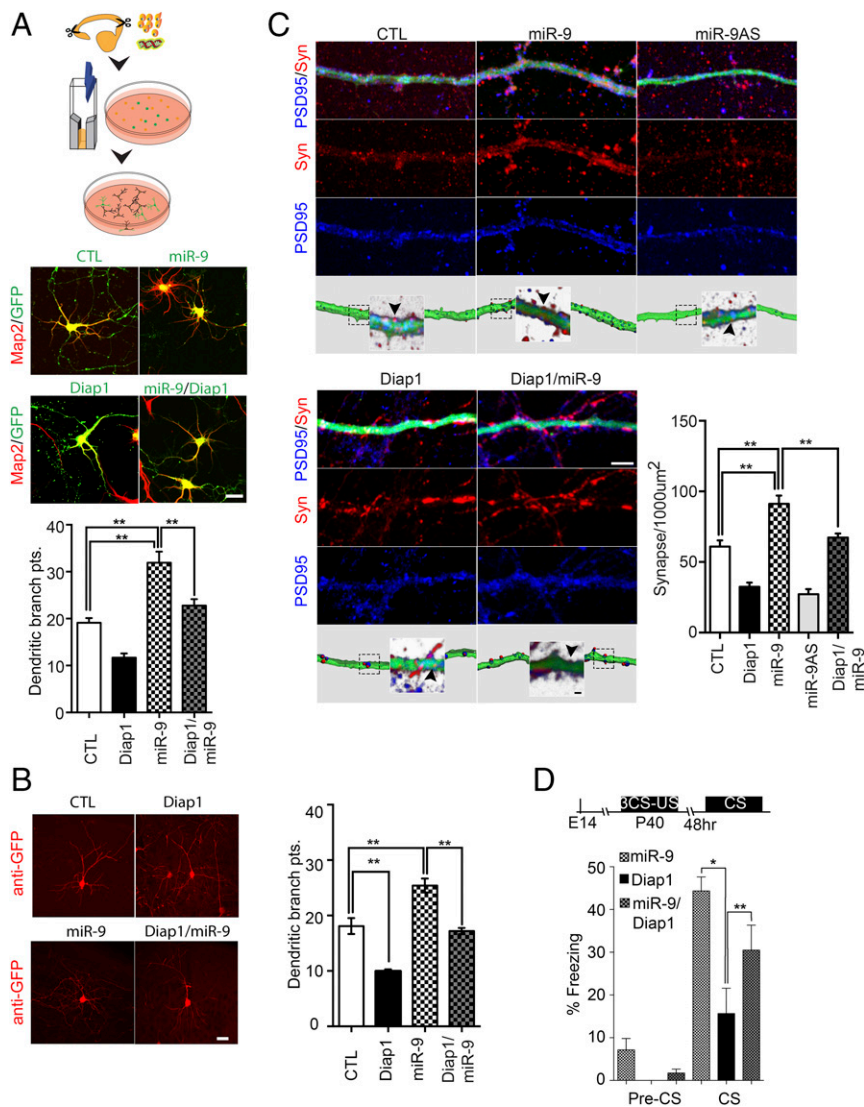 A
CTL
miR-9
Map2/GFP
Diap1
miR-9/Diap1
Map2/GFP
Dendritic branch pts.
40
30
20
10
0
**
**
**
CTL
Diap1
miR-9
Diap1/
miR-9
B
CTL
Diap1
anti-GFP
miR-9
Diap1/miR-9
anti-GFP
Dendritic branch pts.
40
30
20
10
0
**
**
**
CTL
Diap1
miR-9
Diap1/
miR-9
C
CTL
miR-9
miR-9AS
PSD95/Syn
Syn
PSD95
Diap1
Diap1/miR-9
PSD95/Syn
Syn
PSD95
Synapse/1000um2
150
100
50
0
**
**
**
CTL
Diap1
miR-9
miR-9AS
Diap1/
miR-9
D
3CS-US
CS
E14
P40
48hr
% Freezing
50
40
30
20
10
0
miR-9
Diap1
miR-9/
Diap1
*
**
Pre-CS
CS